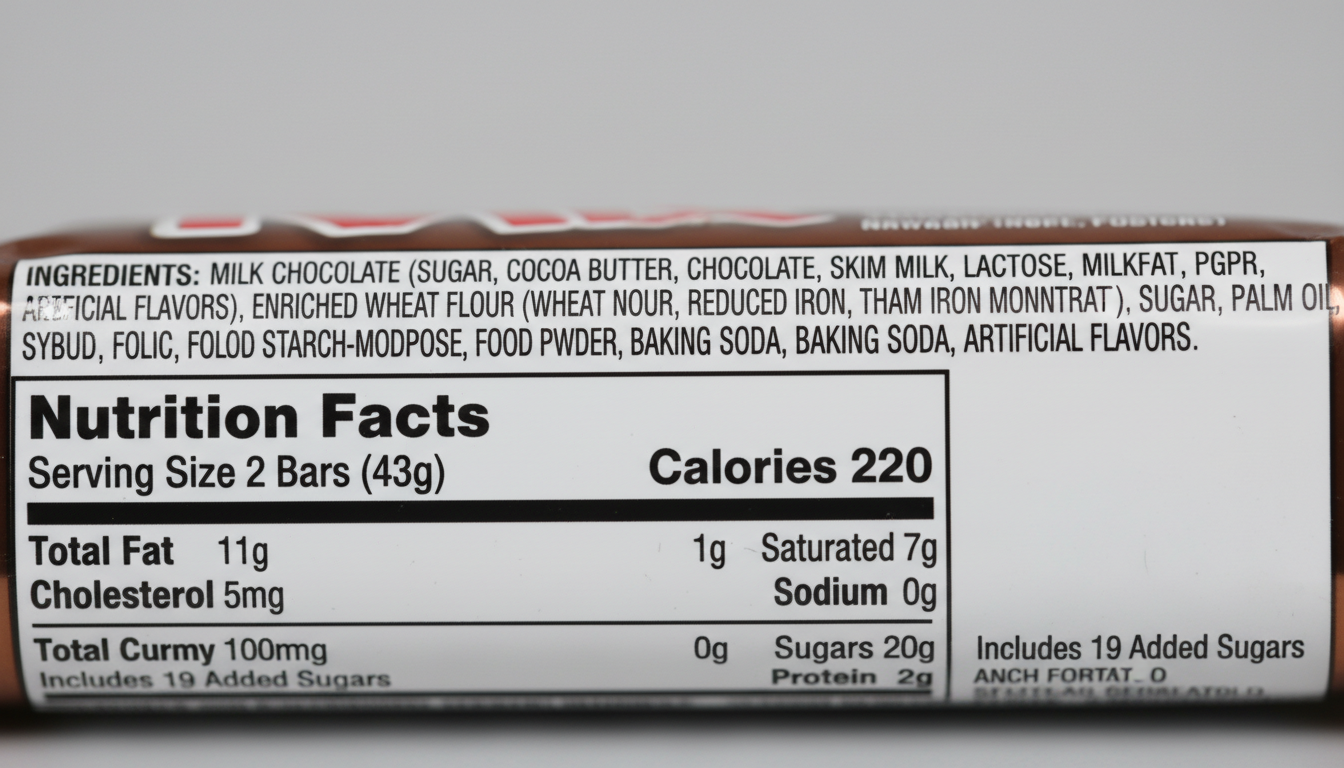 INGREDIENTS: MILK CHOCOLATE (SUGAR, COCOA BUTTER, CHOCOLATE, SKIM MILK, LACTOSE, MILKFAT, PGPR,
FLAVORS), ENRICHED WHEAT FLOUR (WHEAT NOUR, REDUCED IRON, THAM IRON MONNTRAT), SUGAR, PALM OIL,
SYBUD, FOLIC, FOLOD STARCH-MODPOSE, FOOD PWDER, BAKING SODA, BAKING SODA, ARTIFICIAL FLAVORS.
Nutrition Facts
Serving Size 2 Bars (43g) Calories 220
Total Fat 11g 1g Saturated 7g
Cholesterol 5mg Sodium 0g
Total Curmy 100mg 0g Sugars 20g
Includes 19 Added Sugars Protein 2g
Includes 19 Added Sugars
ANCH FORTAT_ O